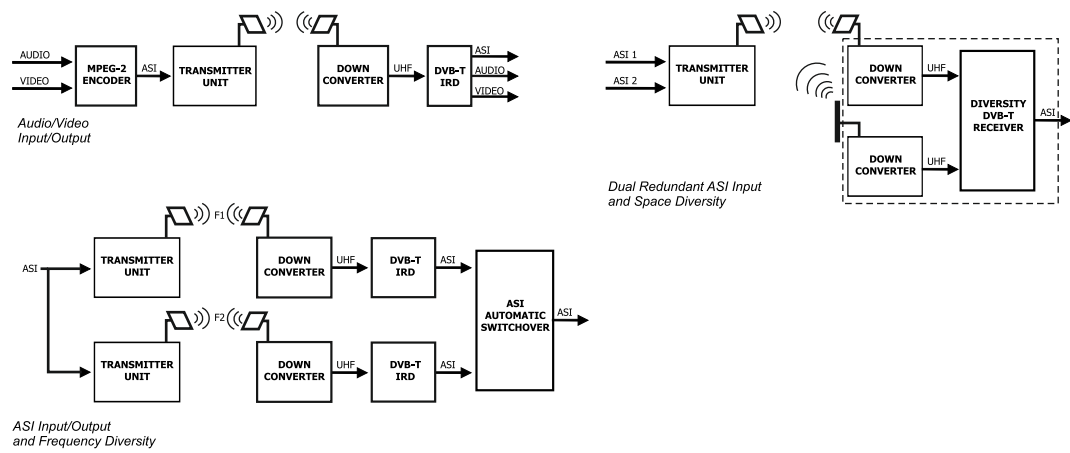 AUDIO
VIDEO
MPEG-2
ENCODER
ASI
TRANSMITTER
UNIT
DOWN
CONVERTER
UHF
DVB-T
IRD
ASI
AUDIO
VIDEO
Audio/Video
Input/Output
ASI 1
ASI 2
TRANSMITTER
UNIT
DOWN
CONVERTER
UHF
DOWN
CONVERTER
UHF
DIVERSITY
DVB-T
RECEIVER
ASI
Dual Redundant ASI Input
and Space Diversity
ASI
TRANSMITTER
UNIT
F1
DOWN
CONVERTER
UHF
DVB-T
IRD
ASI
TRANSMITTER
UNIT
F2
DOWN
CONVERTER
UHF
DVB-T
IRD
ASI
ASI
AUTOMATIC
SWITCHOVER
ASI
ASI Input/Output
and Frequency Diversity